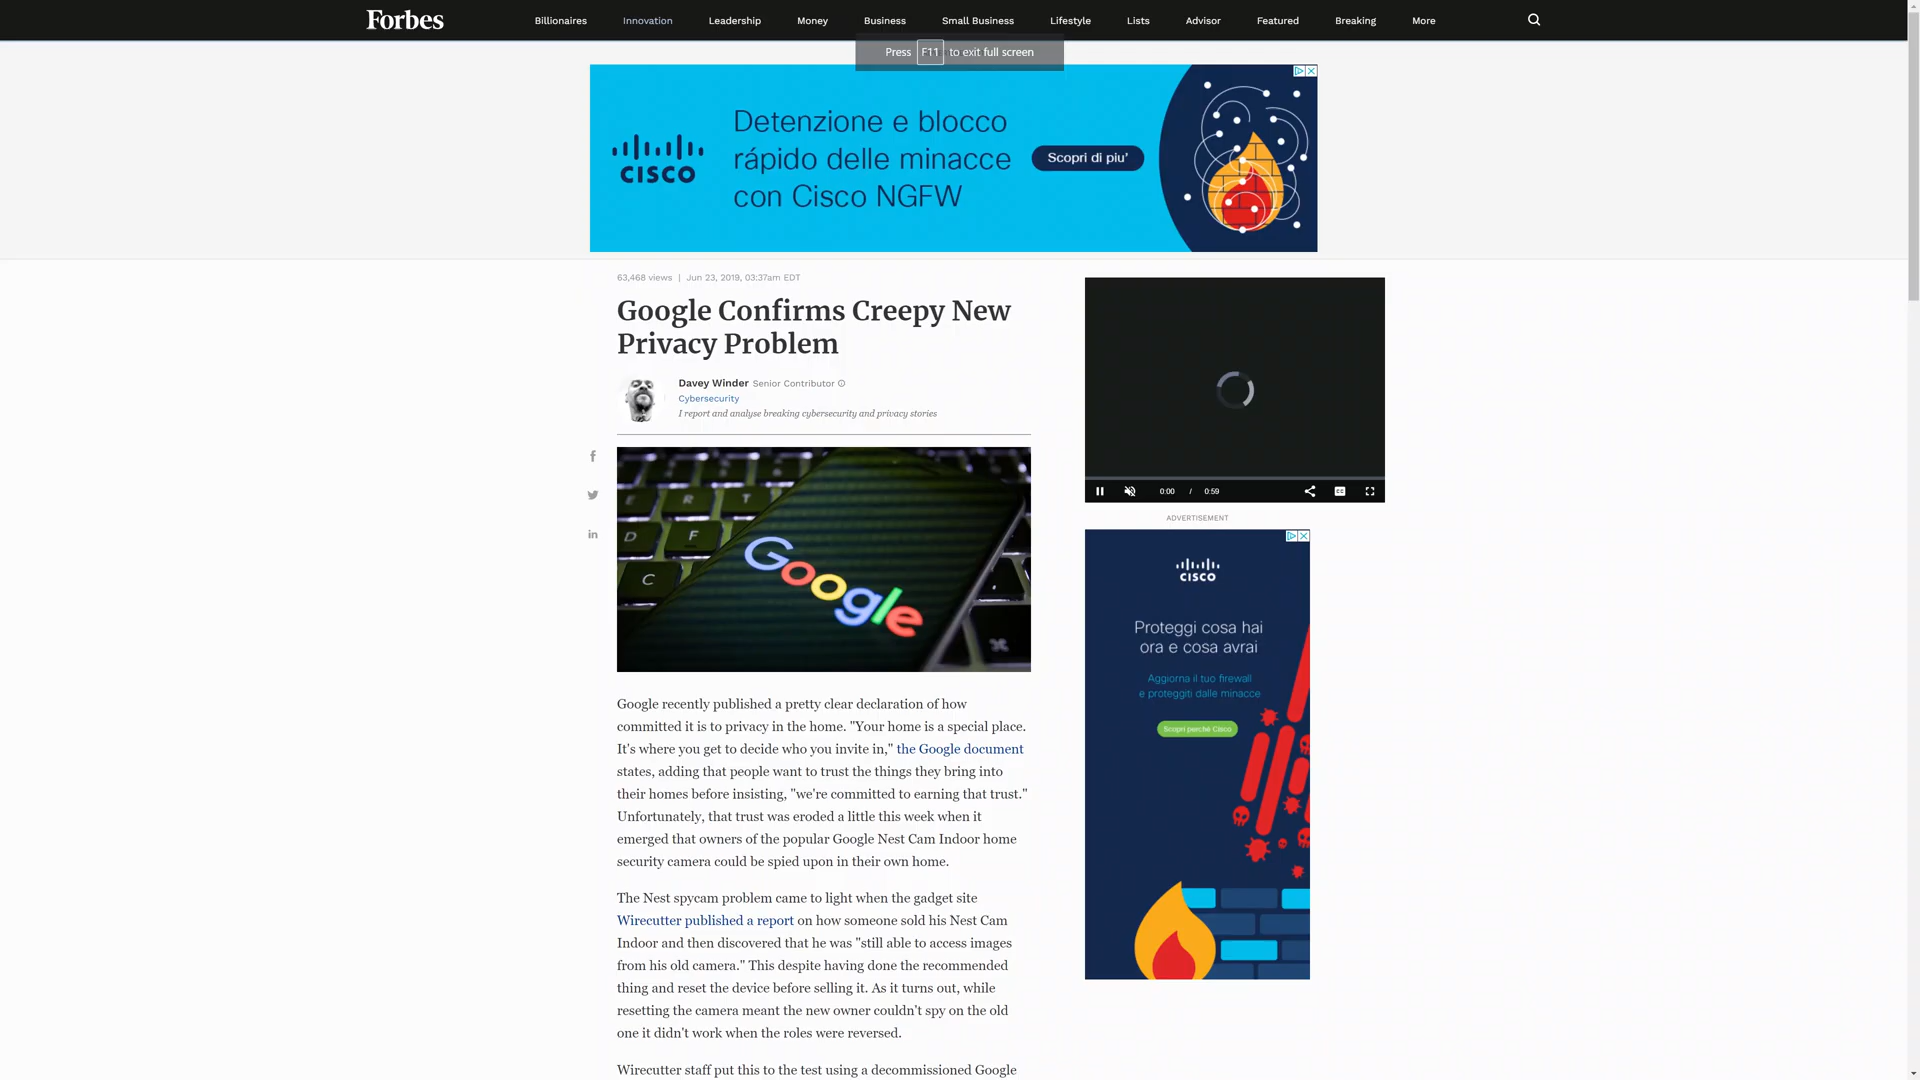 Forbes
Billionaires
Innovation
Leadership
Money
Business
Small Business
Lifestyle
Lists
Advisor
Featured
Breaking
More
Press F11 to exit full screen
CISCO
Detenzione e blocco
rápido delle minacce
con Cisco NGFW
Scopri di piu'
63,468 views | Jun 23, 2019, 03:37am EDT
Google Confirms Creepy New
Privacy Problem
Davey Winder Senior Contributor
Cybersecurity
I report and analyse breaking cybersecurity and privacy stories
R
T
D
F
C
Google
Google recently published a pretty clear declaration of how
committed it is to privacy in the home. "Your home is a special place.
It's where you get to decide who you invite in," the Google document
states, adding that people want to trust the things they bring into
their homes before insisting, "we're committed to earning that trust."
Unfortunately, that trust was eroded a little this week when it
emerged that owners of the popular Google Nest Cam Indoor home
security camera could be spied upon in their own home.
The Nest spycam problem came to light when the gadget site
Wirecutter published a report on how someone sold his Nest Cam
Indoor and then discovered that he was "still able to access images
from his old camera." This despite having done the recommended
thing and reset the device before selling it. As it turns out, while
resetting the camera meant the new owner couldn't spy on the old
one it didn't work when the roles were reversed.
Wirecutter staff put this to the test using a decommissioned Google
0:00 / 0:59
CC
ADVERTISEMENT
CISCO
Proteggi cosa hai
ora e cosa avrai
Aggiorna il tuo firewall
e proteggiti dalle minacce
Scopri perché Cisco